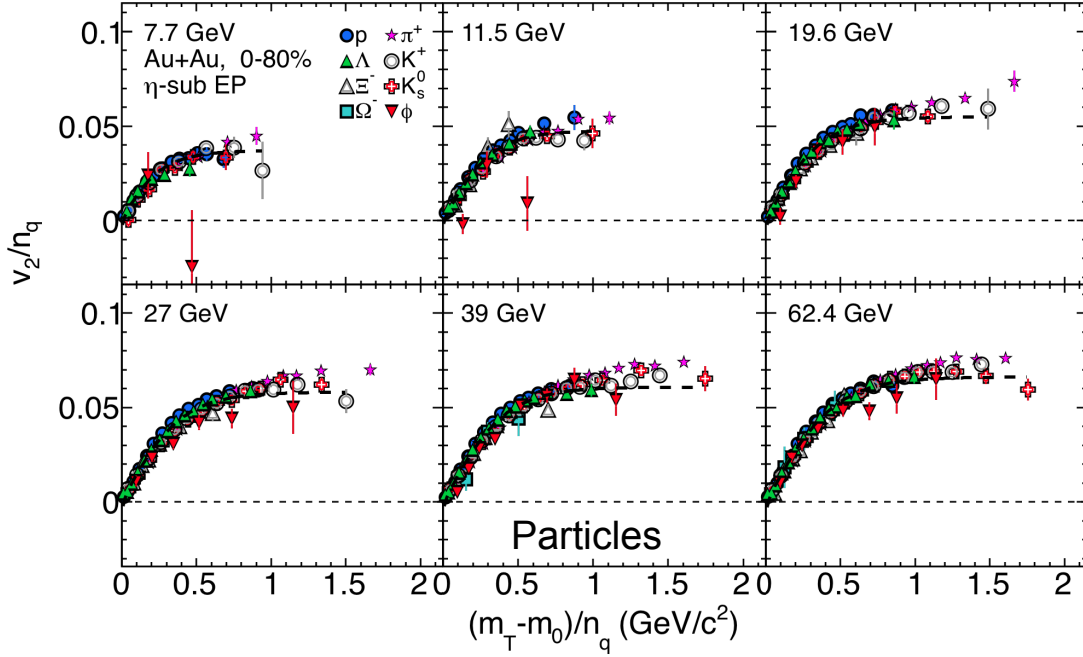 7.7 GeV
Au+Au, 0-80%
η-sub EP
p
π+
Λ
K+
Ξ-
K0s
Ω-
ϕ
11.5 GeV
19.6 GeV
0.1
0.05
0
v2/nq
27 GeV
39 GeV
62.4 GeV
0.1
0.05
0
Particles
0 0.5 1 1.5 2
0 0.5 1 1.5 2
0 0.5 1 1.5 2
(mT-m0)/nq (GeV/c2)